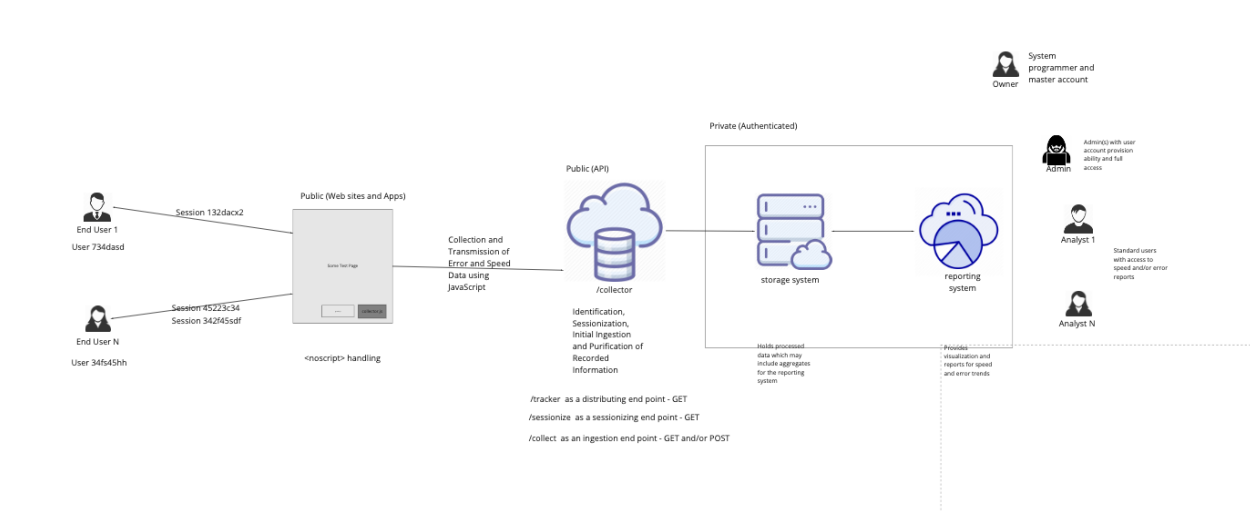 System
programmer and
master account
Owner
Private (Authenticated)
Admin(s) with user
account provision
ability and full
access
Admin
Public (API)
Public (Web sites and Apps)
Session 132dacx2
End User 1
User 734dasd
Some Test Page
collector.js
Collection and
Transmission of
Error and Speed
Data using
JavaScript
/collector
storage system
reporting
system
Analyst 1
Standard users
with access to
speed and/or error
reports
Analyst N
Session 45223c34
Session 342f45sdf
End User N
User 34fs45hh
<noscript> handling
Identification,
Sessionization,
Initial Ingestion
and Purification of
Recorded
Information
Holds processed
data which may
include aggregates
for the reporting
system
Provides
visualization and
reports for speed
and error trends
/tracker as a distributing end point - GET
/sessionize as a sessionizing end point - GET
/collect as an ingestion end point - GET and/or POST